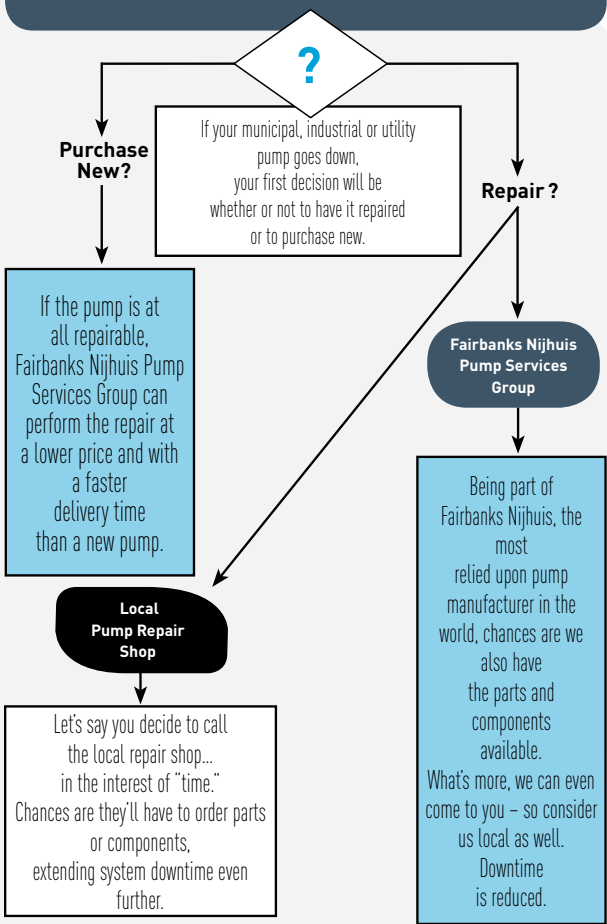 ?
If your municipal, industrial or utility
pump goes down,
your first decision will be
whether or not to have it repaired
or to purchase new.
Purchase
New?
If the pump is at
all repairable,
Fairbanks Nijhuis Pump
Services Group can
perform the repair at
a lower price and with
a faster
delivery time
than a new pump.
Repair ?
Local
Pump Repair
Shop
Let's say you decide to call
the local repair shop...
in the interest of "time."
Chances are they'll have to order parts
or components,
extending system downtime even
further.
Fairbanks Nijhuis
Pump Services
Group
Being part of
Fairbanks Nijhuis, the
most
relied upon pump
manufacturer in the
world, chances are we
also have
the parts and
components
available.
What's more, we can even
come to you – so consider
us local as well.
Downtime
is reduced.